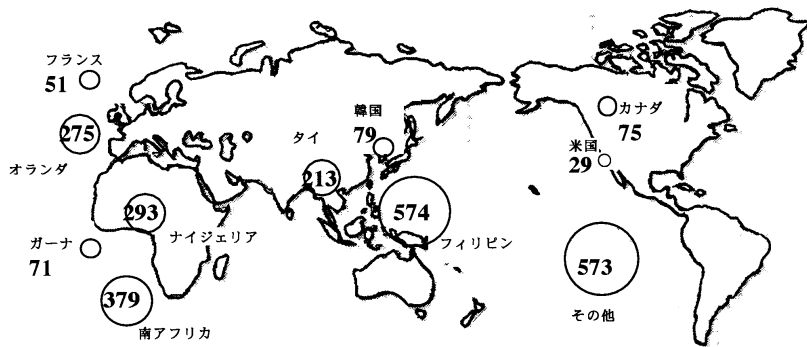 フランス
51
275
オランダ
293
ナイジェリア
ガーナ
71
379
南アフリカ
タイ
213
韓国
79
574
フィリピン
カナダ
75
米国
29
573
その他